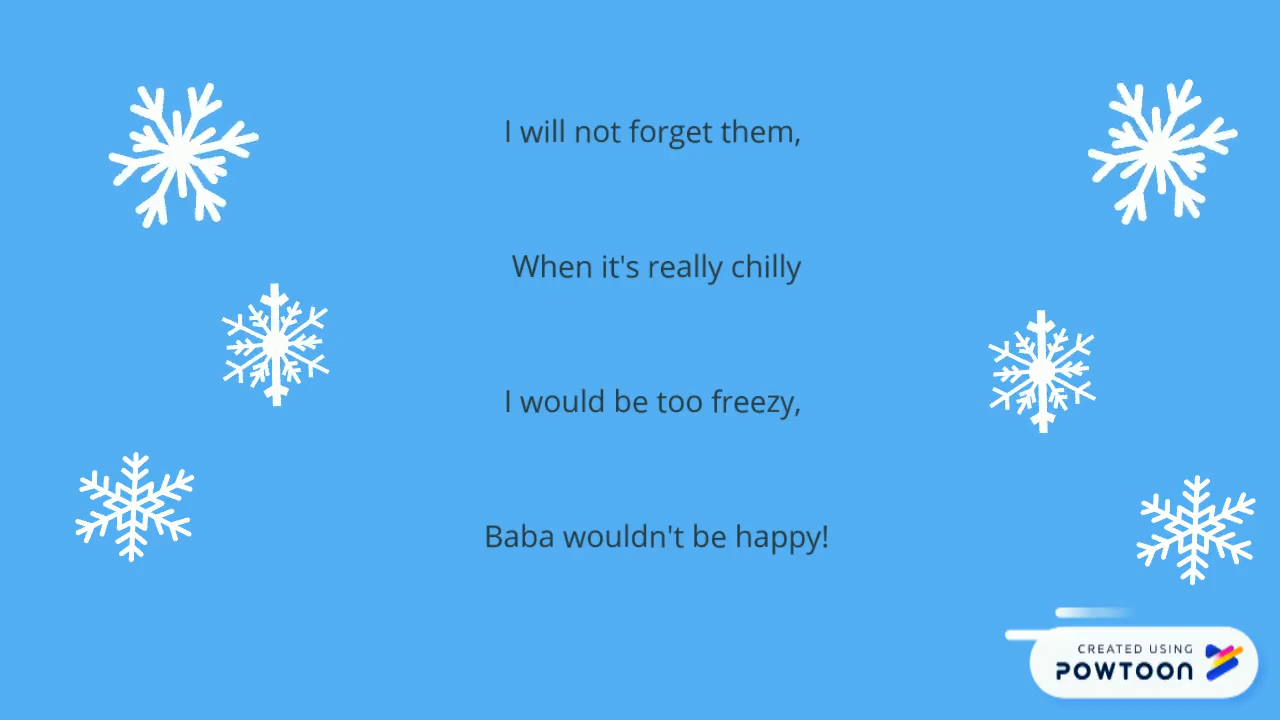 I will not forget them,
When it's really chilly
I would be too freezy,
Baba wouldn't be happy!
CREATED USING
POWTOON